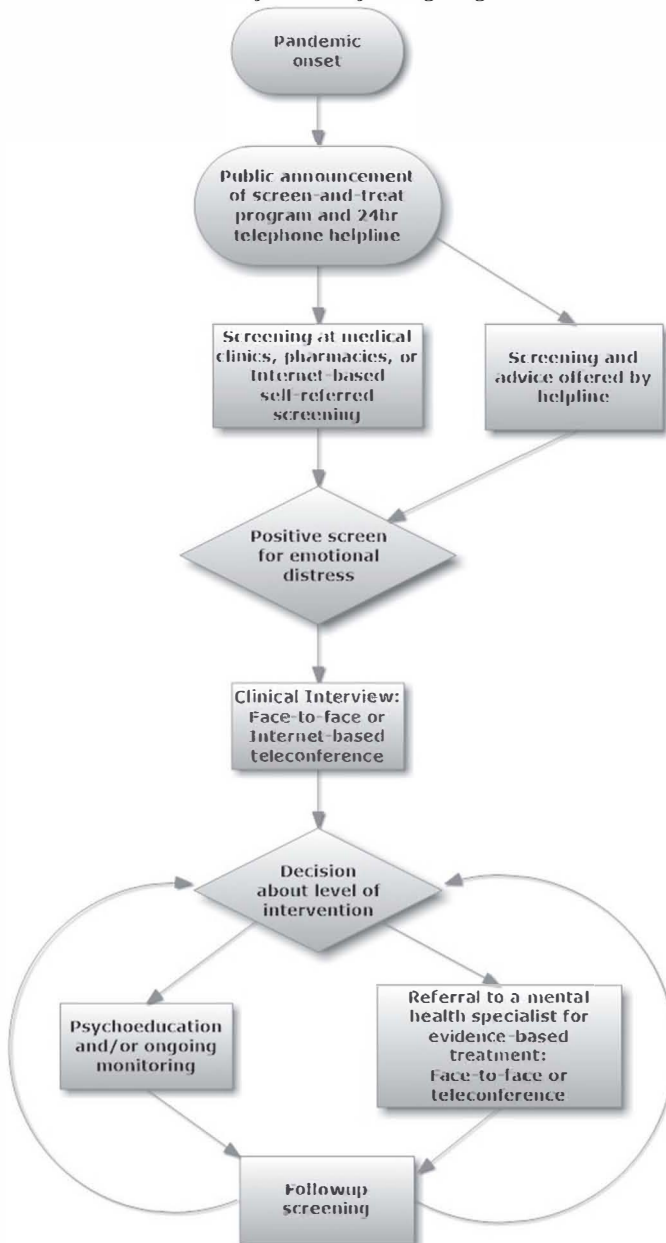 Pandemic
onset
Public announcement
of screen-and-treat
program and 24hr
telephone helpline
Screening at medical
clinics, pharmacies, or
Internet-based
self-referred
screening
Screening and
advice offered by
helpline
Positive screen
for emotional
distress
Clinical Interview:
Face-to-face or
Internet-based
teleconference
Decision
about level of
intervention
Psychoeducation
and/or ongoing
monitoring
Referral to a mental
health specialist for
evidence-based
treatment:
Face-to-face or
teleconference
Followup
screening